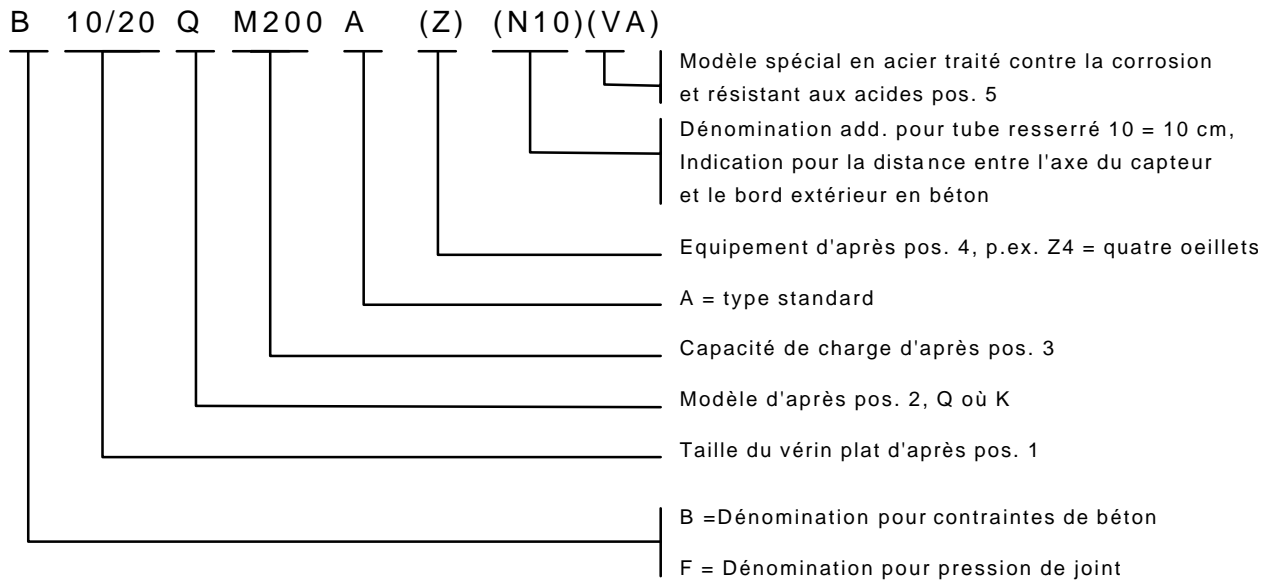 B 10/20 Q M200 A (Z) (N10)(VA)
Modèle spécial en acier traité contre la corrosion
et résistant aux acides pos. 5
Dénomination add. pour tube resserré 10 = 10 cm,
Indication pour la distance entre l'axe du capteur
et le bord extérieur en béton
Equipement d'après pos. 4, p.ex. Z4 = quatre oeillets
A = type standard
Capacité de charge d'après pos. 3
Modèle d'après pos. 2, Q où K
Taille du vérin plat d'après pos. 1
B =Dénomination pour contraintes de béton
F = Dénomination pour pression de joint